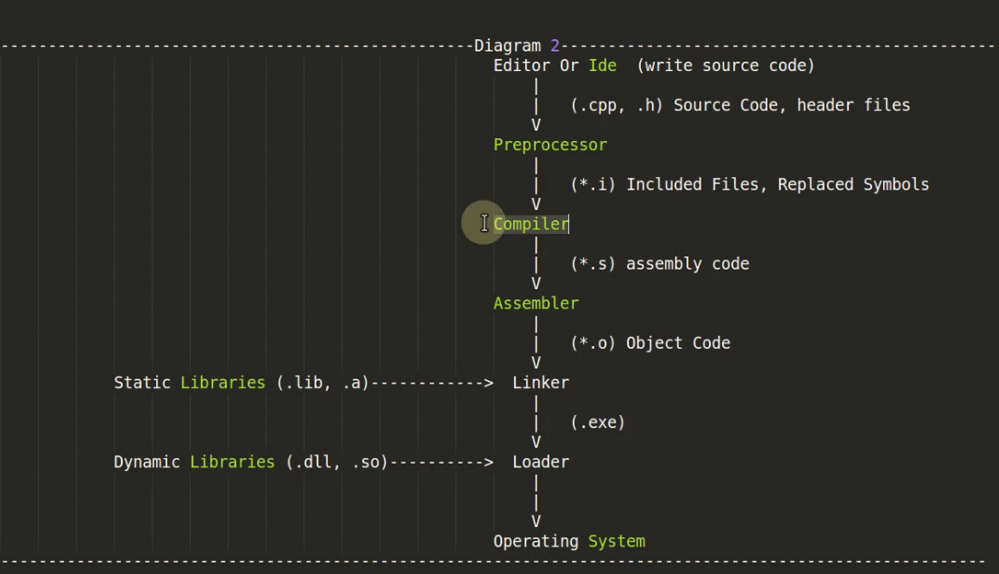 --------------------------------------------------Diagram 2----------------------------------------------
Editor Or Ide (write source code)
|
| (.cpp, .h) Source Code, header files
V
Preprocessor
|
| (*.i) Included Files, Replaced Symbols
V
Compiler
|
| (*.s) assembly code
V
Assembler
|
| (*.o) Object Code
V
Static Libraries (.lib, .a)------------> Linker
|
| (.exe)
V
Dynamic Libraries (.dll, .so)----------> Loader
|
|
V
Operating System
--------------------------------------------------------------------------------------------------------